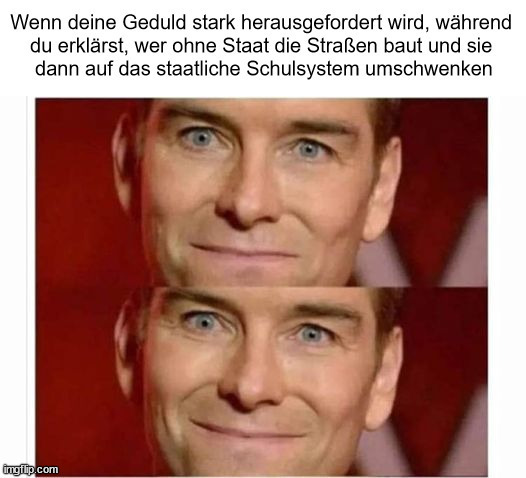 Wenn deine Geduld stark herausgefordert wird, während
du erklärst, wer ohne Staat die Straßen baut und sie
dann auf das staatliche Schulsystem umschwenken
imgflip.com